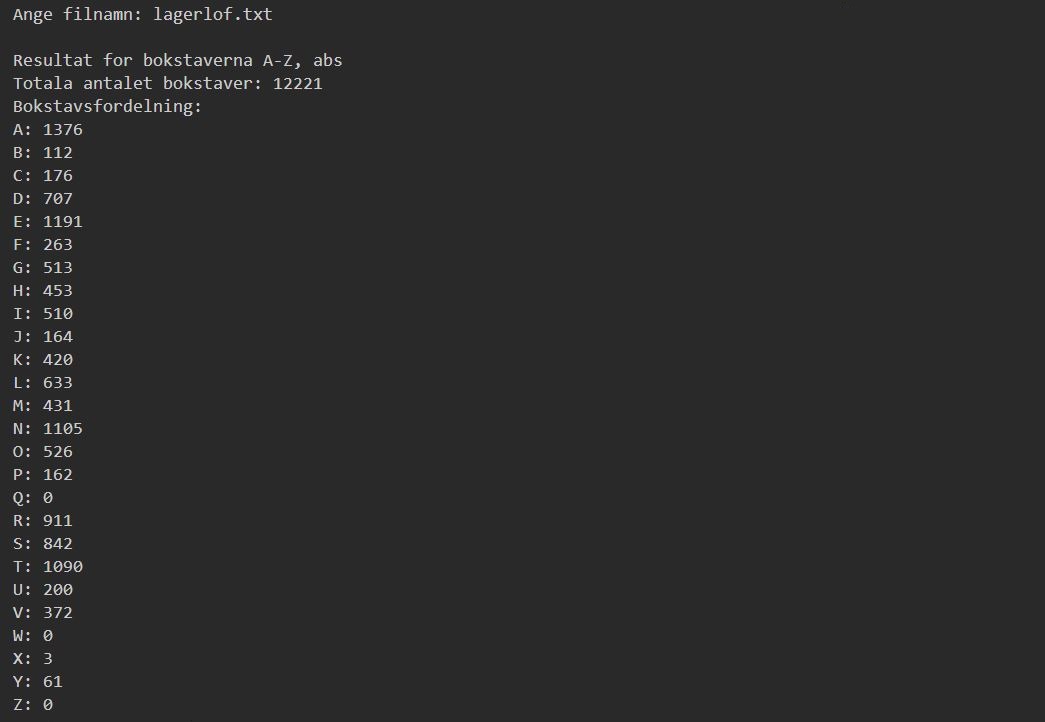 Ange filnamn: lagerlof.txt
Resultat for bokstaverna A-Z, abs
Totala antalet bokstaver: 12221
Bokstavsfordelning:
A: 1376
B: 112
C: 176
D: 707
E: 1191
F: 263
G: 513
H: 453
I: 510
J: 164
K: 420
L: 633
M: 431
N: 1105
O: 526
P: 162
Q: 0
R: 911
S: 842
T: 1090
U: 200
V: 372
W: 0
X: 3
Y: 61
Z: 0